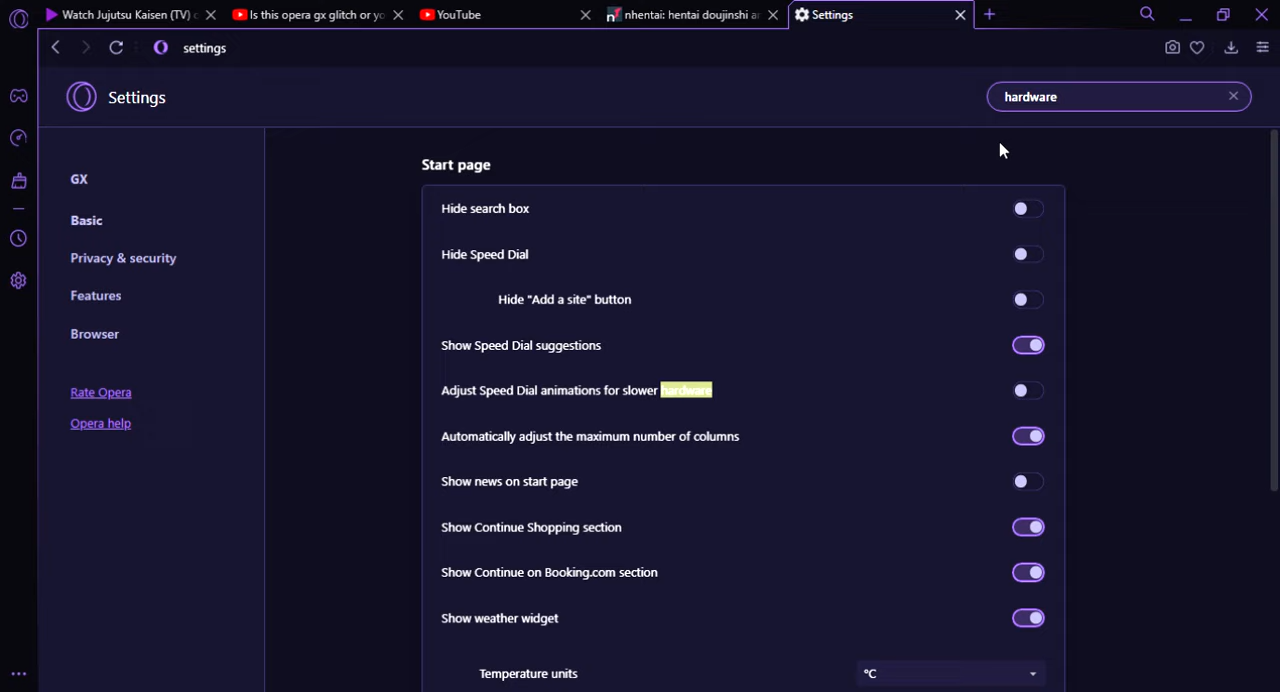 Watch Jujutsu Kaisen (TV)
Is this opera gx glitch or yo
YouTube
nhentai: hentai doujinshi a
Settings
settings
Settings
hardware
GX
Basic
Privacy & security
Features
Browser
Rate Opera
Opera help
Start page
Hide search box
Hide Speed Dial
Hide "Add a site" button
Show Speed Dial suggestions
Adjust Speed Dial animations for slower hardware
Automatically adjust the maximum number of columns
Show news on start page
Show Continue Shopping section
Show Continue on Booking.com section
Show weather widget
Temperature units
°C